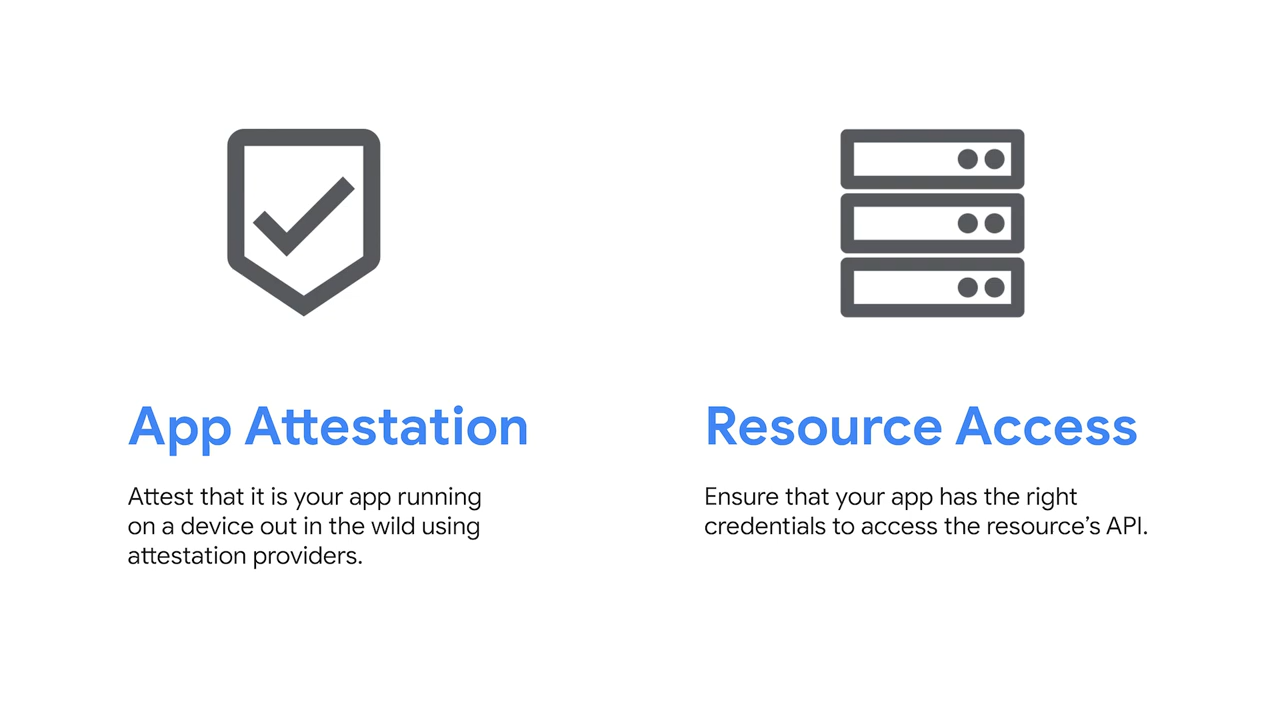 App Attestation
Attest that it is your app running
on a device out in the wild using
attestation providers.
Resource Access
Ensure that your app has the right
credentials to access the resource’s API.